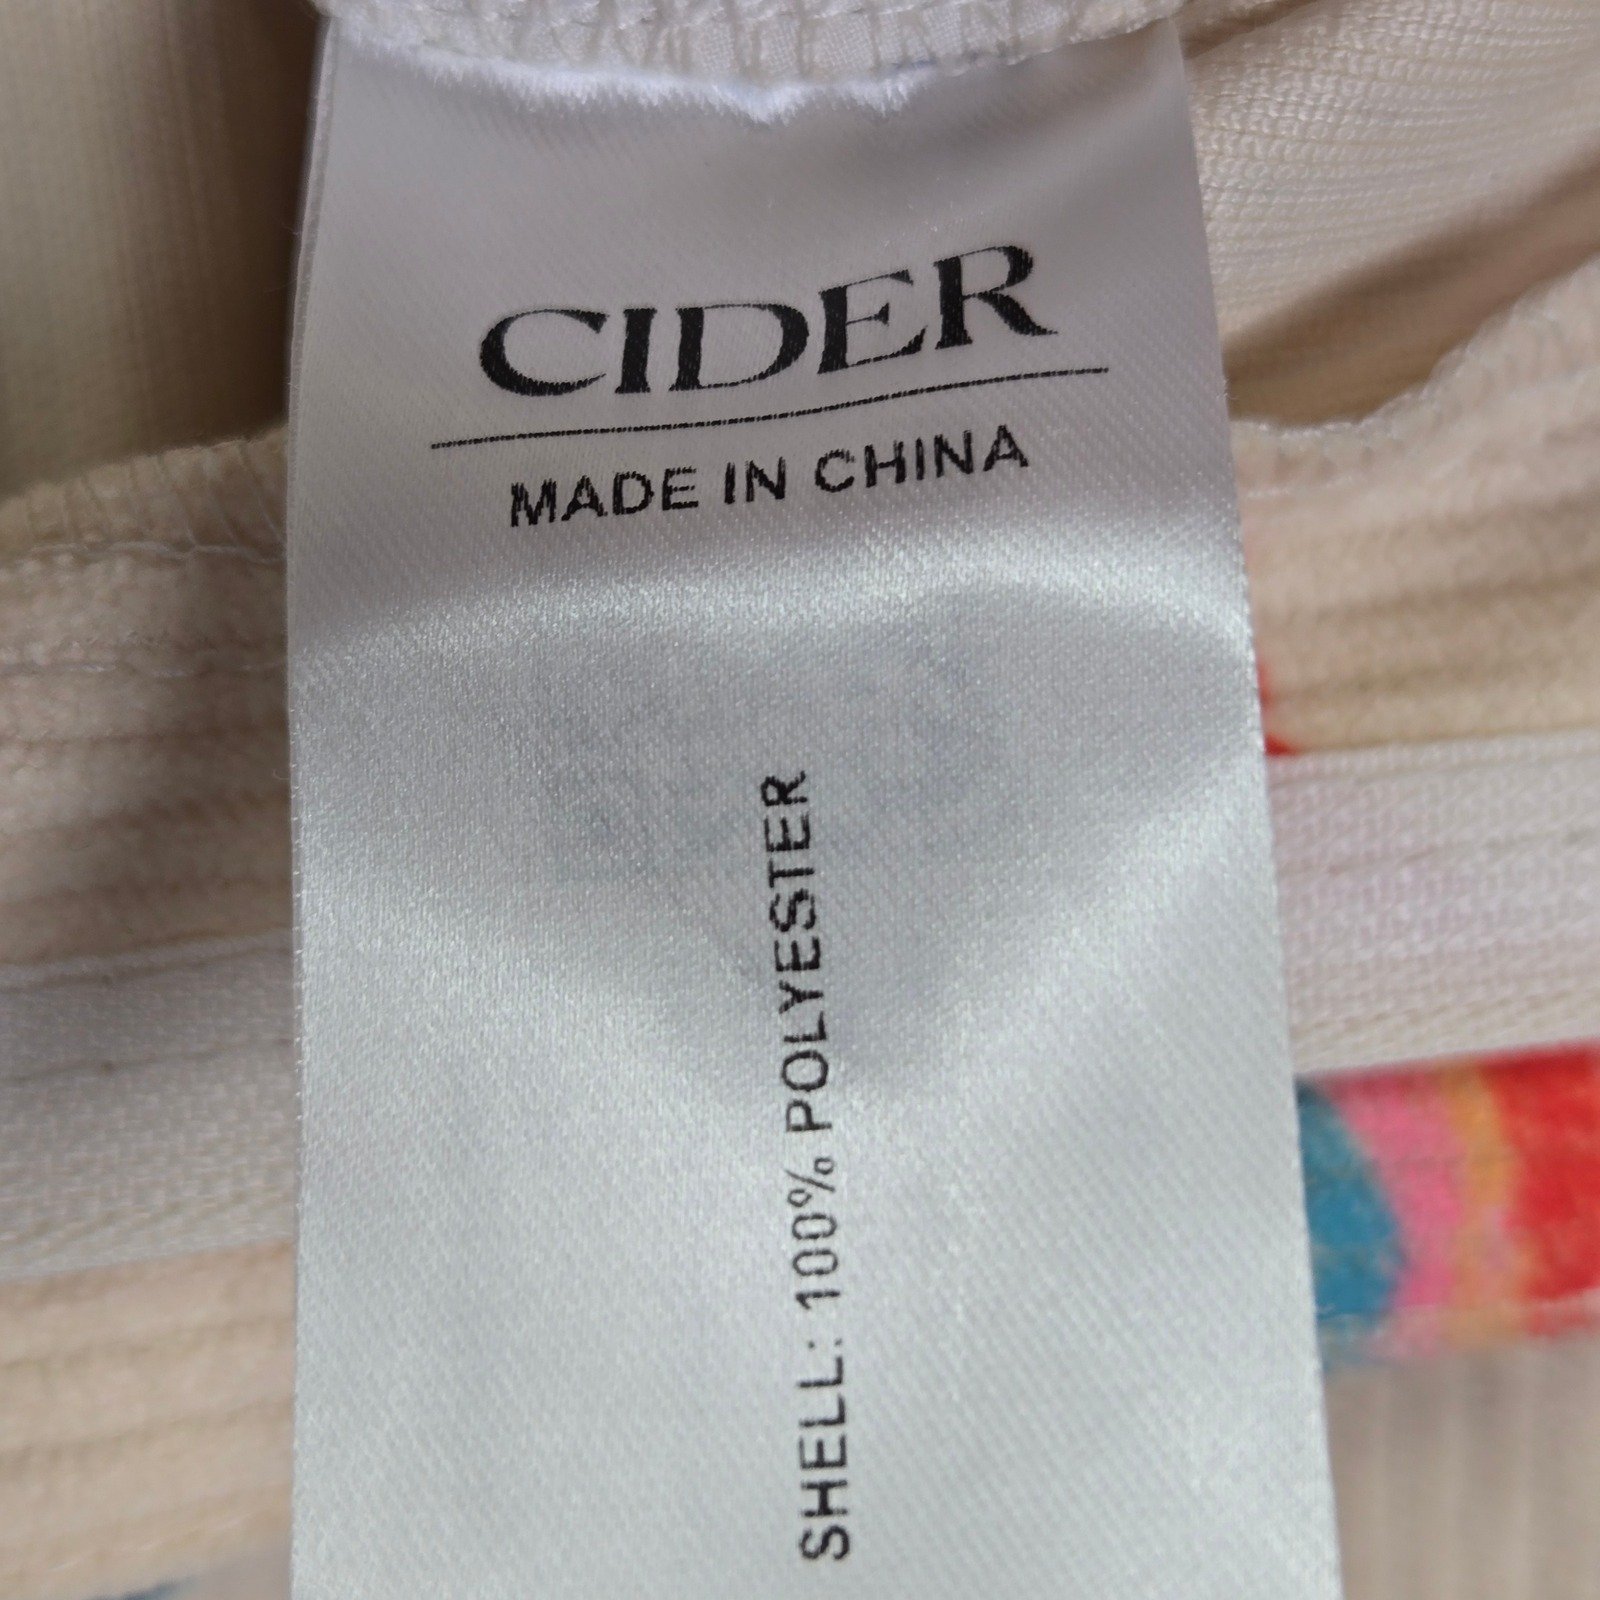 CIDER
MADE IN CHINA
SHELL: 100% POLYESTER